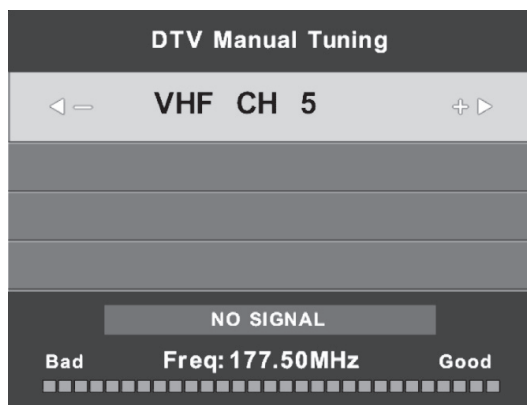 DTV Manual Tuning
VHF CH 5
NO SIGNAL
Bad Freq:177.50MHz Good